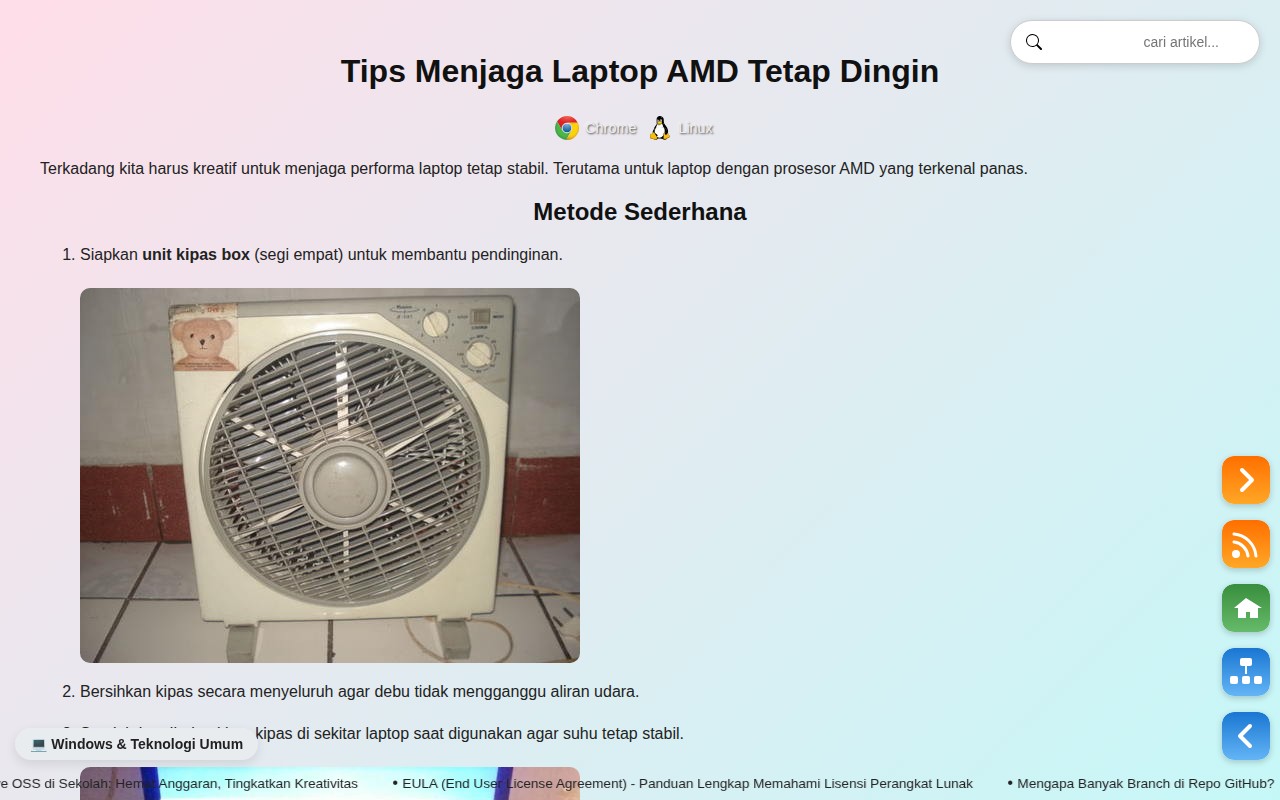 cari artikel...
Tips Menjaga Laptop AMD Tetap Dingin
Chrome Linux
Terkadang kita harus kreatif untuk menjaga performa laptop tetap stabil. Terutama untuk laptop dengan prosesor AMD yang terkenal panas.
Metode Sederhana
1. Siapkan unit kipas box (segi empat) untuk membantu pendinginan.
2. Bersihkan kipas secara menyeluruh agar debu tidak mengganggu aliran udara.
kipas di sekitar laptop saat digunakan agar suhu tetap stabil.
💻 Windows & Teknologi Umum
OSS di Sekolah: Hemat Anggaran, Tingkatkan Kreativitas • EULA (End User License Agreement) - Panduan Lengkap Memahami Lisensi Perangkat Lunak • Mengapa Banyak Branch di Repo GitHub?